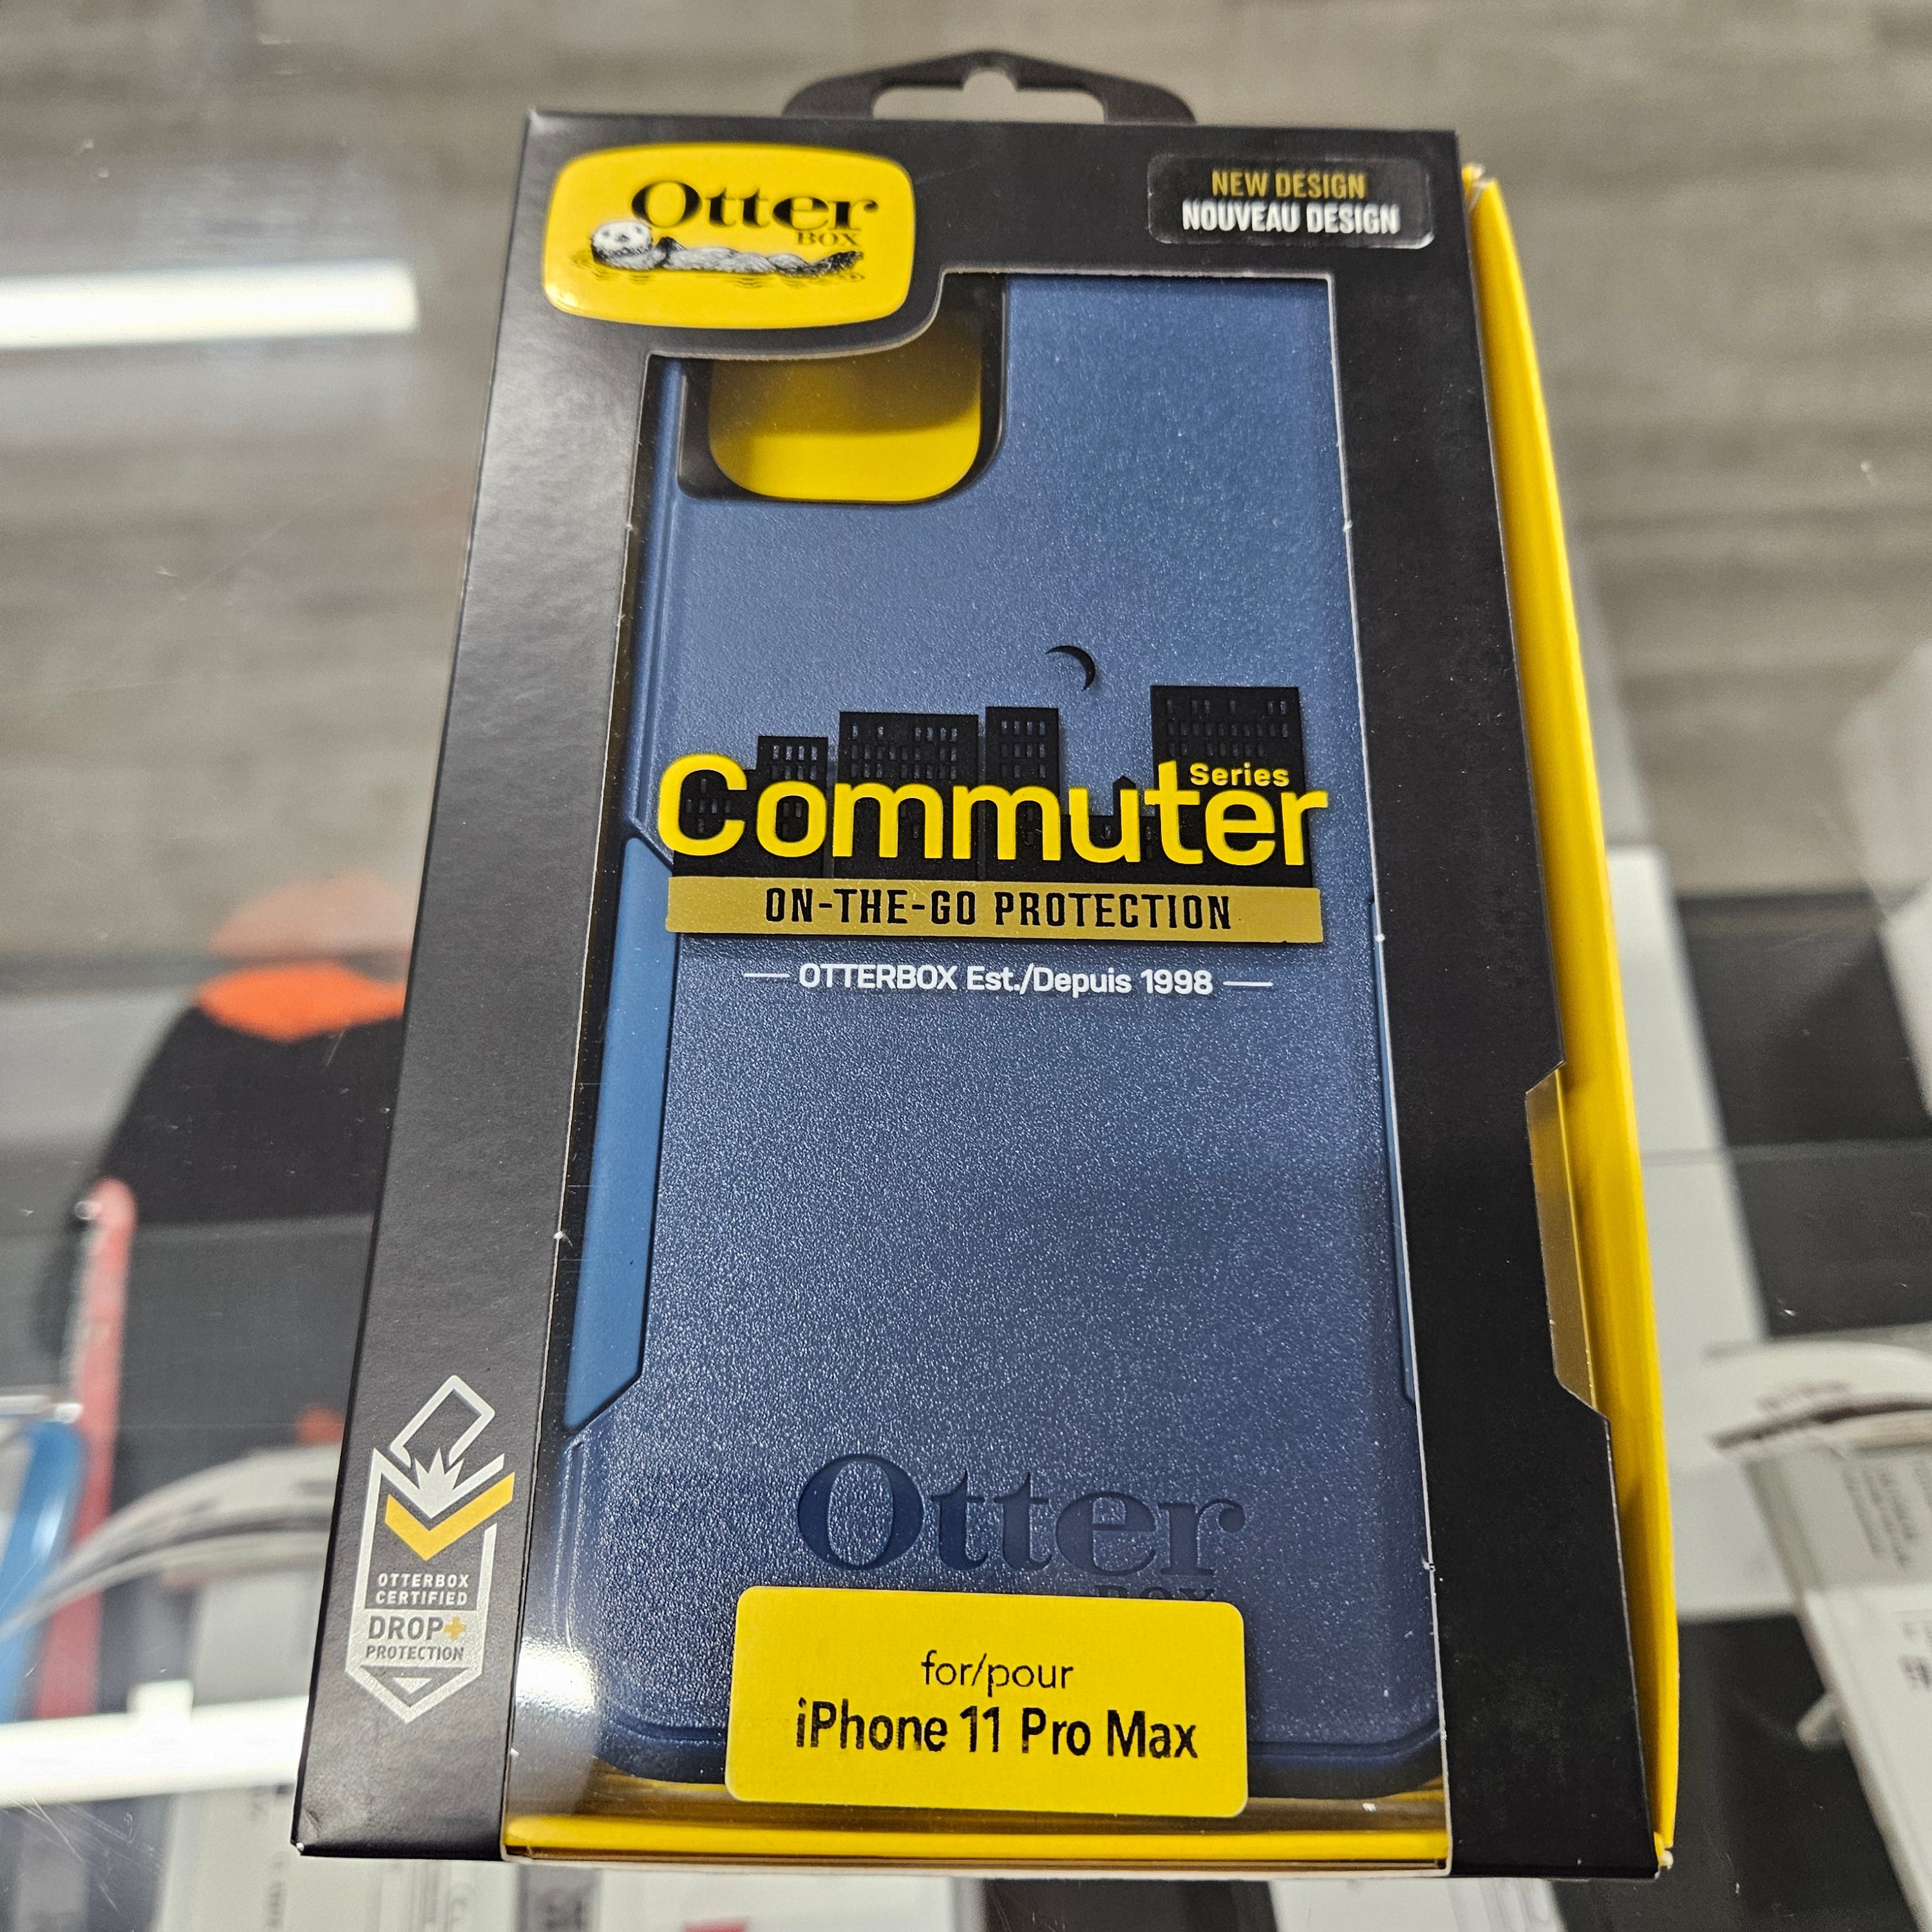 Otter
BOX
NEW DESIGN
NOUVEAU DESIGN
Commuter
Series
ON-THE-GO PROTECTION
OTTERBOX Est./Depuis 1998
OTTERBOX
CERTIFIED
DROP+
PROTECTION
Otter
BOX
for/pour
iPhone 11 Pro Max